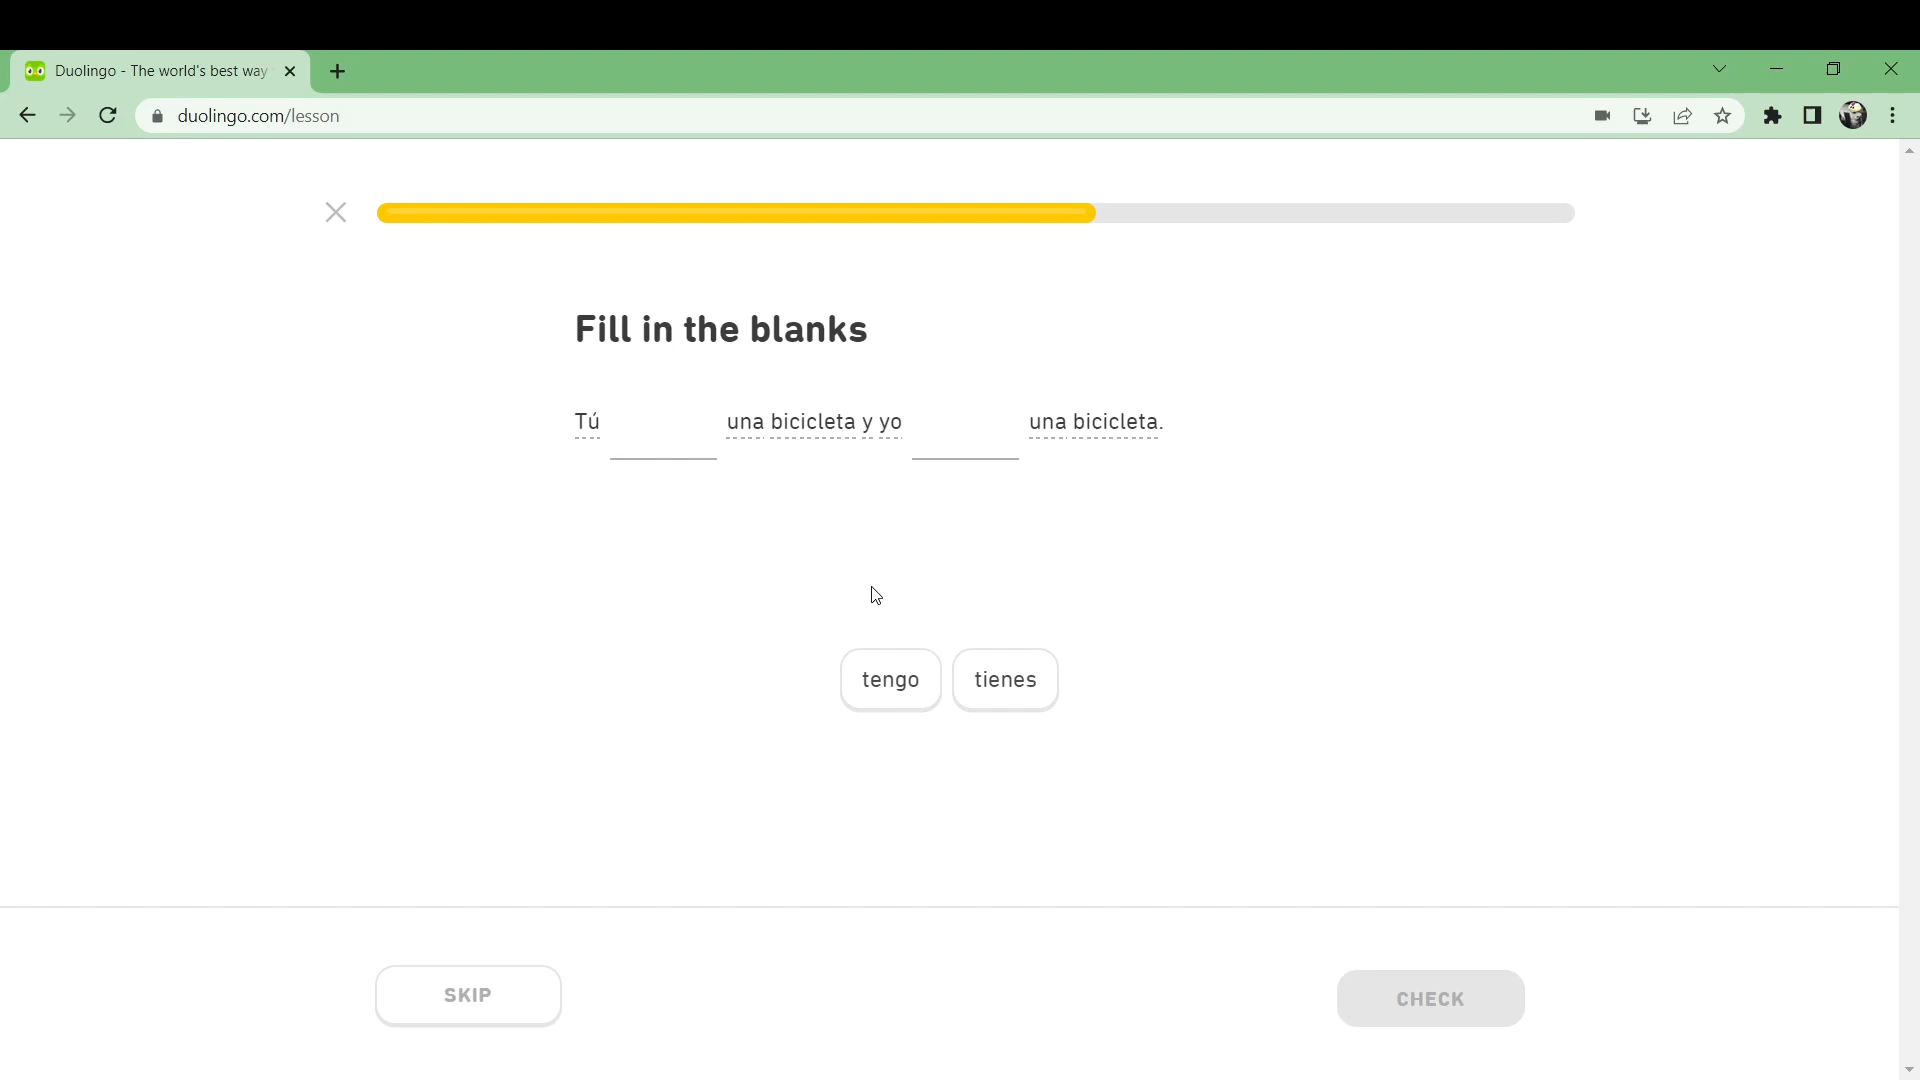 Duolingo - The world's best way
duolingo.com/lesson
Fill in the blanks
Tú una bicicleta y yo una bicicleta.
tengo tienes
SKIP CHECK